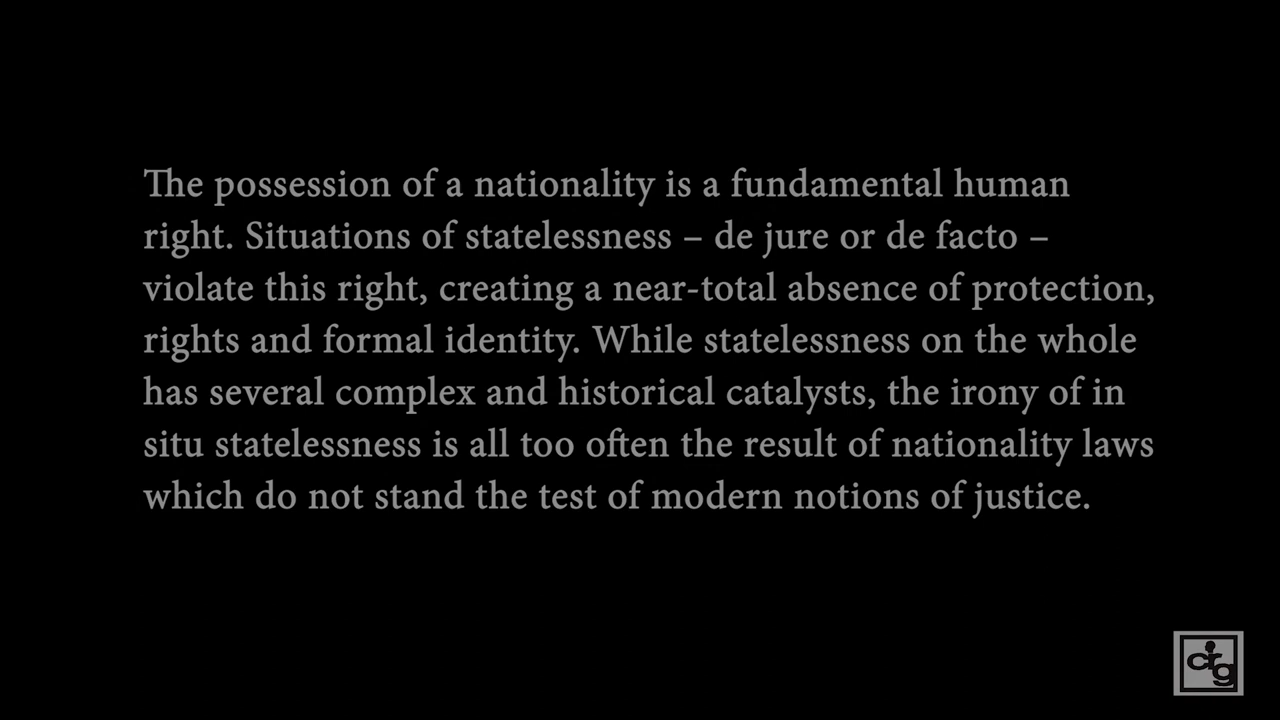 The possession of a nationality is a fundamental human
right. Situations of statelessness – de jure or de facto –
violate this right, creating a near-total absence of protection,
rights and formal identity. While statelessness on the whole
has several complex and historical catalysts, the irony of in
situ statelessness is all too often the result of nationality laws
which do not stand the test of modern notions of justice.
crg